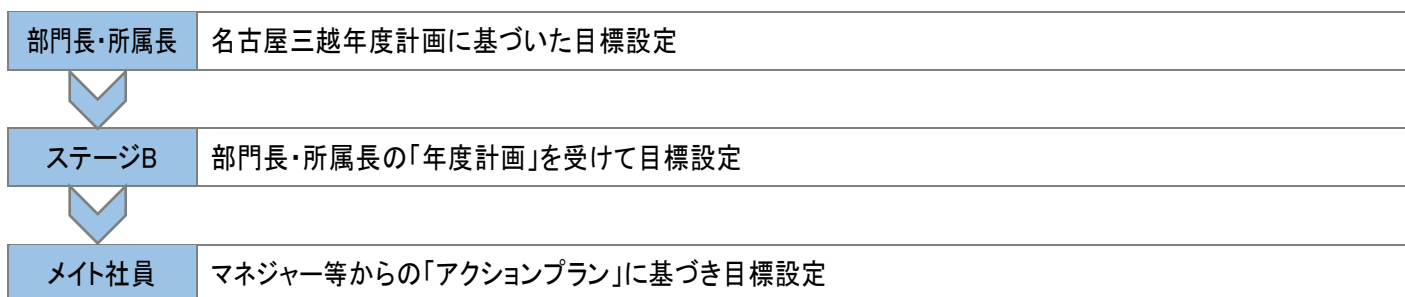 部門長・所属長 名古屋三越年度計画に基づいた目標設定
ステージB 部門長・所属長の「年度計画」を受けて目標設定
メイト社員 マネジャー等からの「アクションプラン」に基づき目標設定